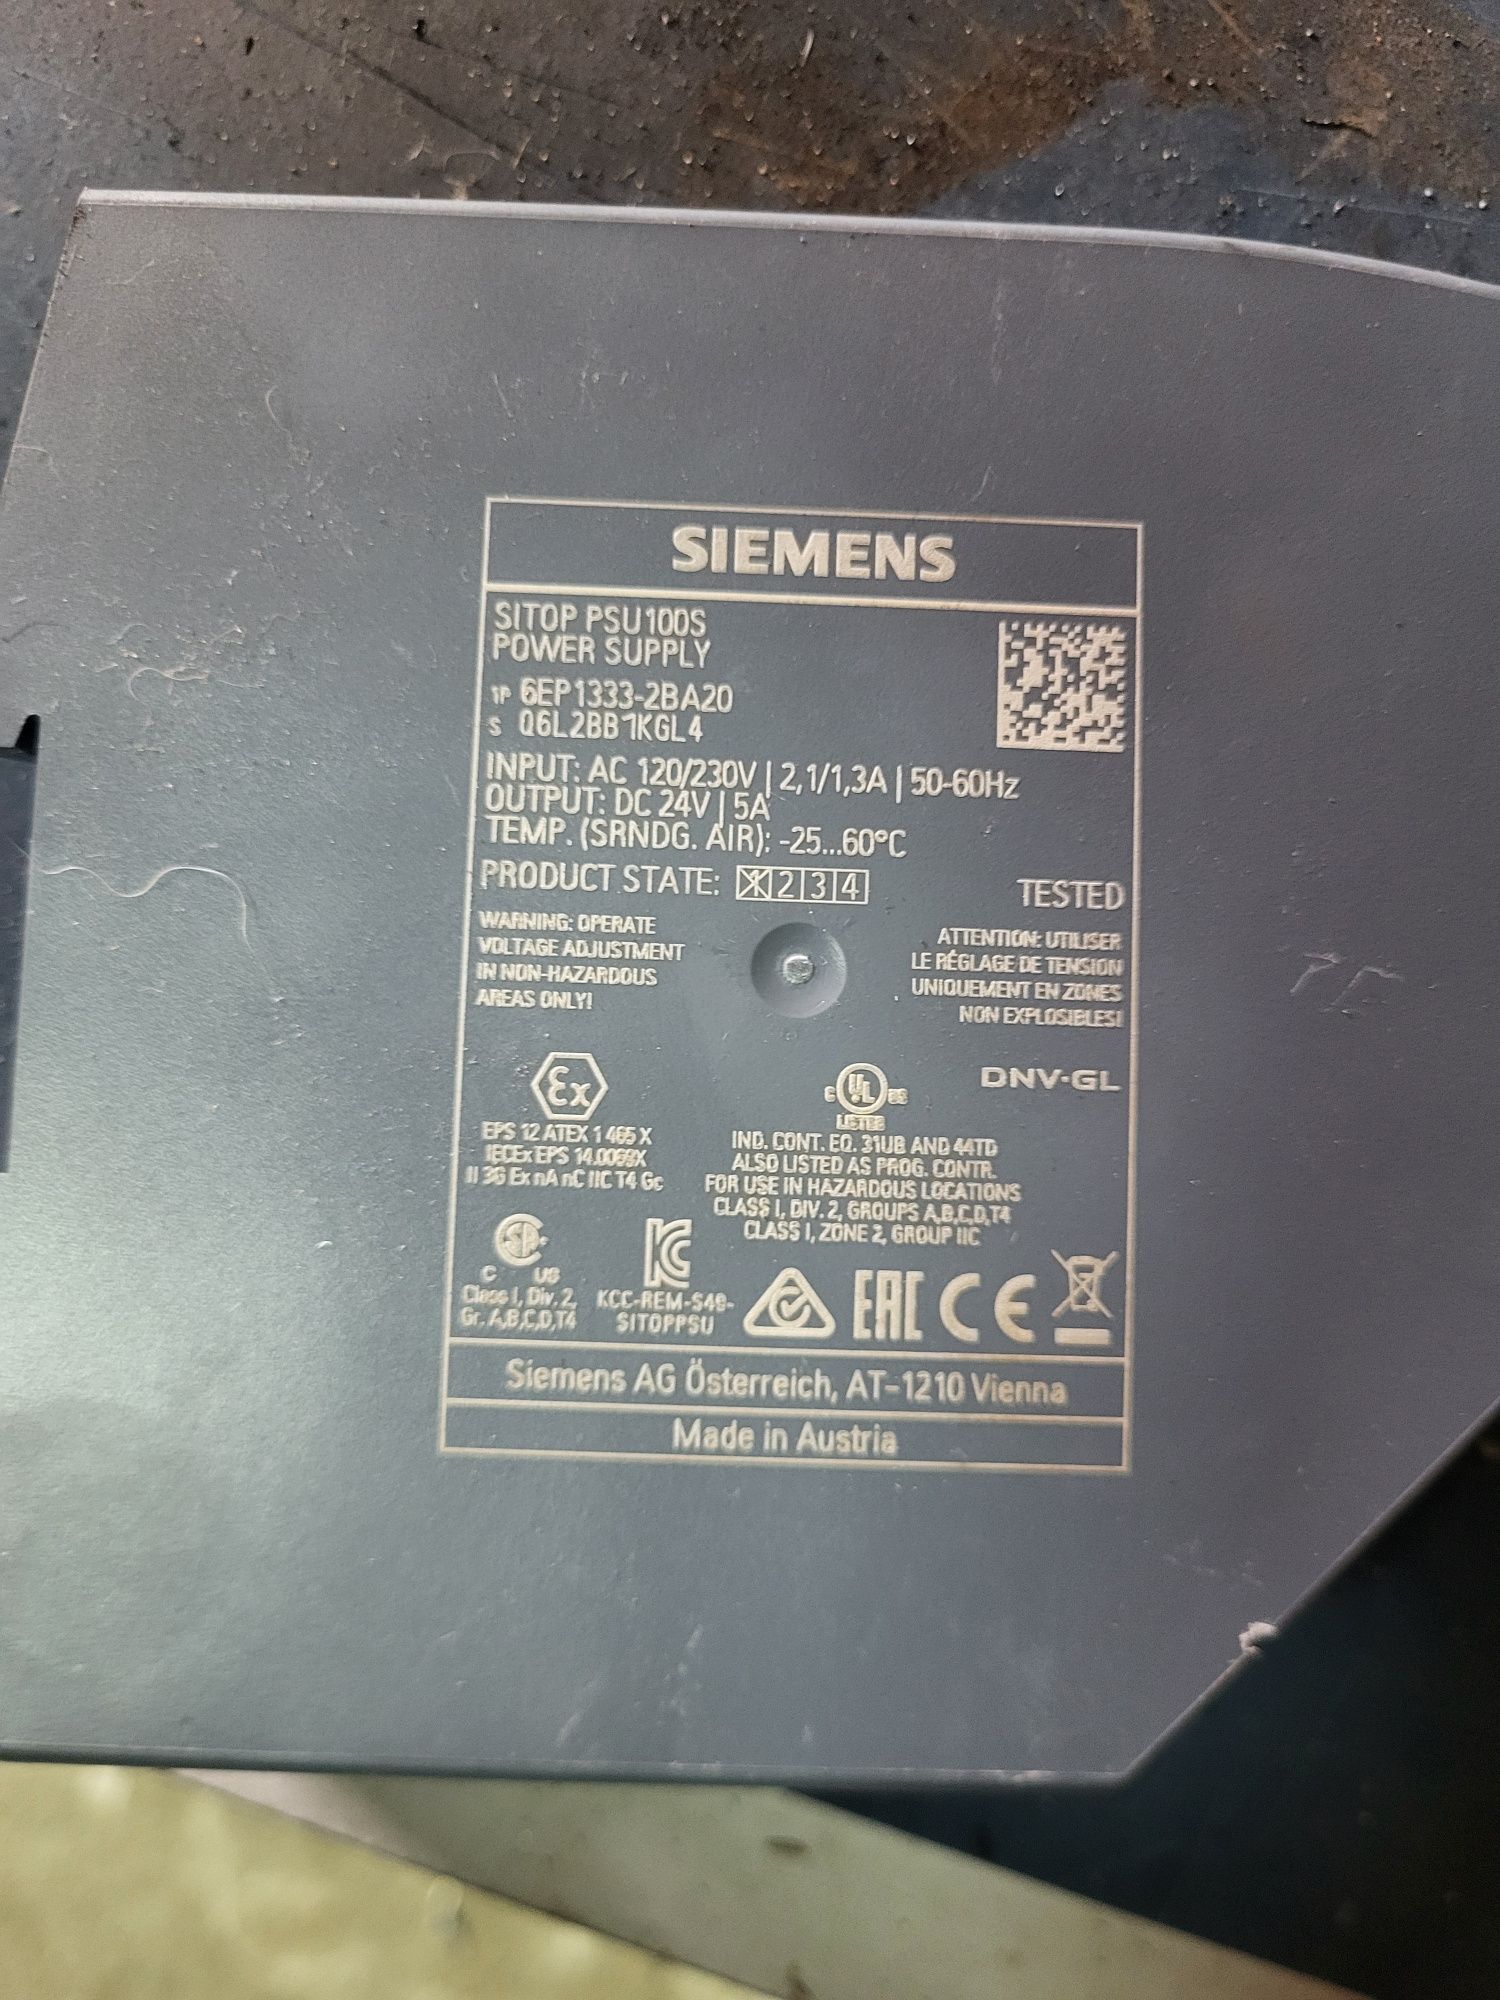 SIEMENS
SITOP PSU100S
POWER SUPPLY
1P 6EP1333-2BA20
S Q6L2BB1KGL4
INPUT: AC 120/230V | 2,1/1,3A | 50-60Hz
OUTPUT: DC 24V | 5A
TEMP. (SRNDG. AIR): -25...60°C
PRODUCT STATE: 1 2 3 4
TESTED
WARNING: OPERATE
VOLTAGE ADJUSTMENT
IN NON-HAZARDOUS
AREAS ONLY!
ATTENTION: UTILISER
LE RÉGLAGE DE TENSION
UNIQUEMENT EN ZONES
NON EXPLOSIBLES!
Ex
EPS 12 ATEX 1 465 X
IECEx EPS 14.0069X
II 3G Ex nA nC IIC T4 Gc
C UL US
LISTED
DNV·GL
IND. CONT. EQ. 31UB AND 44TD
ALSO LISTED AS PROG. CONTR.
FOR USE IN HAZARDOUS LOCATIONS
CLASS I, DIV. 2, GROUPS A,B,C,D,T4
CLASS I, ZONE 2, GROUP IIC
C US
Class I, Div. 2,
Gr. A,B,C,D,T4
KCC-REM-S49-
SITOPPSU
EAC CE
Siemens AG Österreich, AT-1210 Vienna
Made in Austria